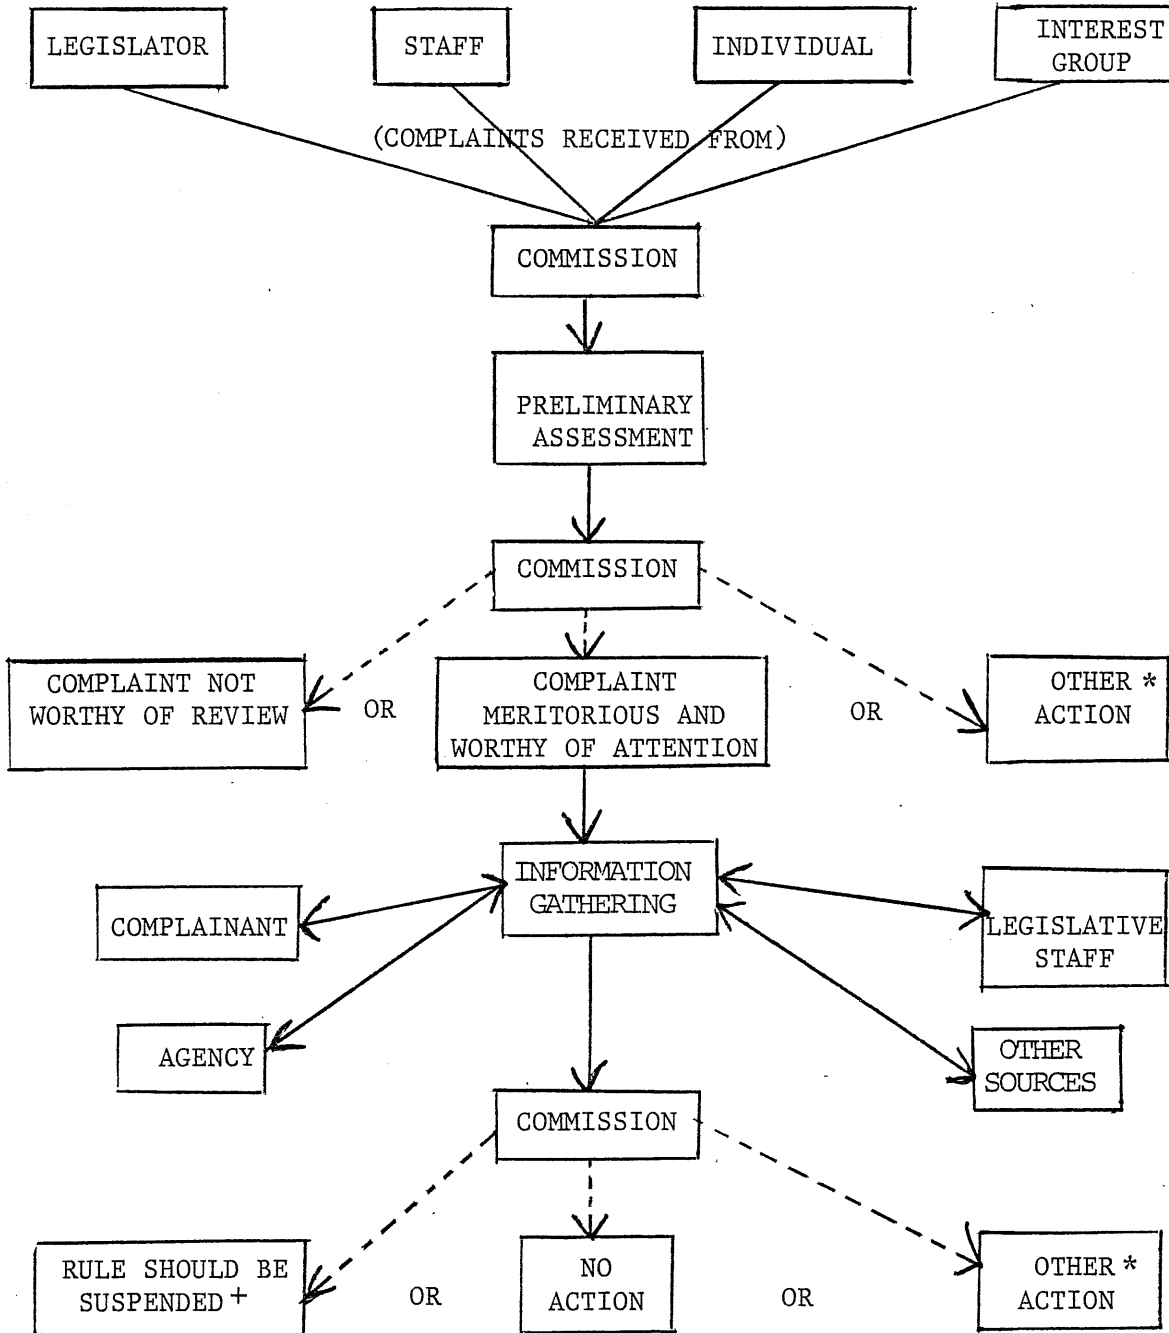 LEGISLATOR
STAFF
INDIVIDUAL
INTEREST
GROUP
(COMPLAINTS RECEIVED FROM)
COMMISSION
PRELIMINARY
ASSESSMENT
COMMISSION
COMPLAINT NOT
WORTHY OF REVIEW
OR
COMPLAINT
MERITORIOUS AND
WORTHY OF ATTENTION
OR
OTHER *
ACTION
INFORMATION
GATHERING
COMPLAINANT
LEGISLATIVE
STAFF
AGENCY
OTHER
SOURCES
COMMISSION
RULE SHOULD BE
SUSPENDED +
OR
NO
ACTION
OR
OTHER *
ACTION